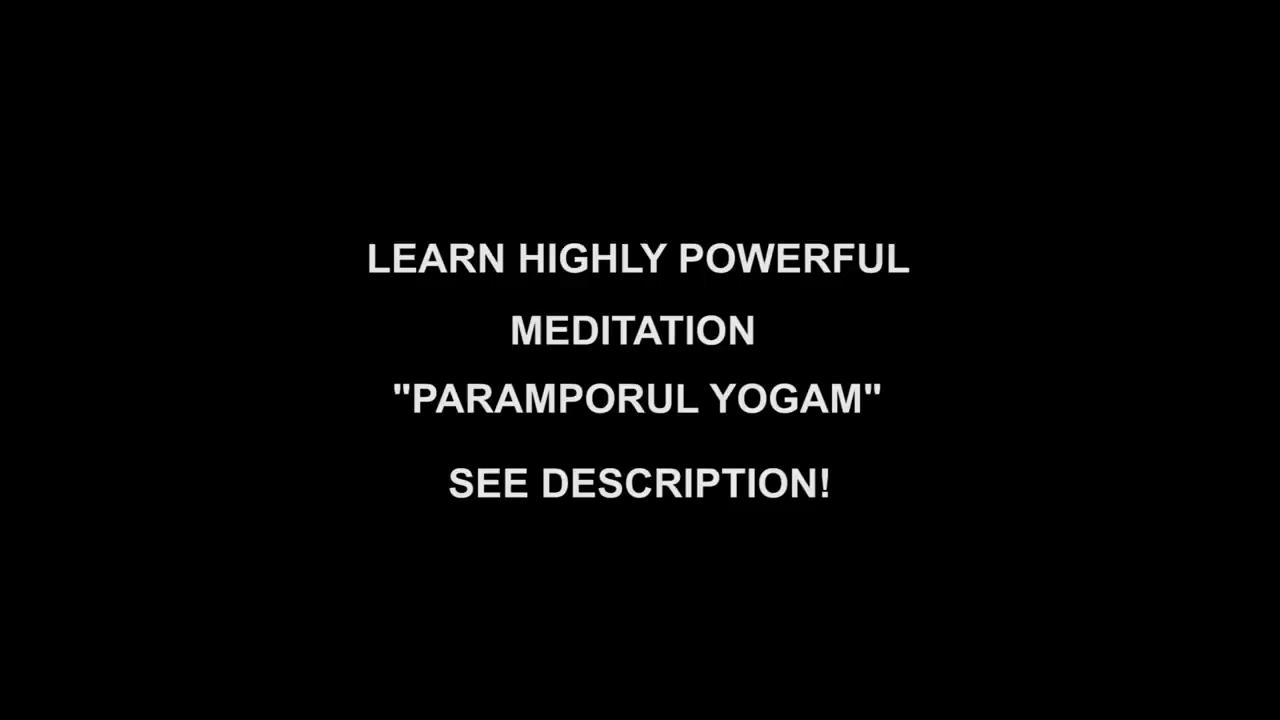 LEARN HIGHLY POWERFUL
MEDITATION
"PARAMPORUL YOGAM"
SEE DESCRIPTION!